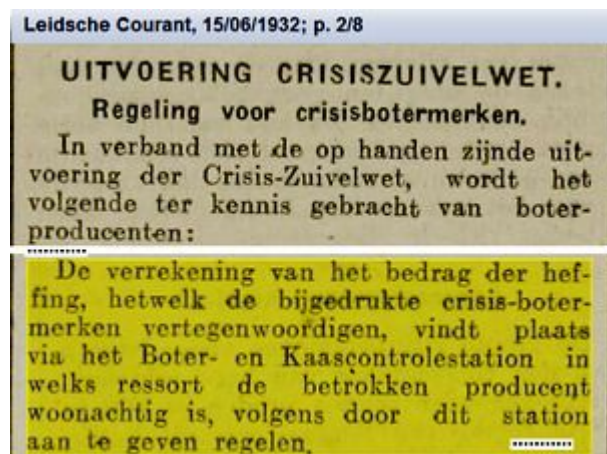 Leidsche Courant, 15/06/1932; p. 2/8
UITVOERING CRISISZUIVELWET.
Regeling voor crisisbotermerken.
In verband met de op handen zijnde uit-
voering der Crisis-Zuivelwet, wordt het
volgende ter kennis gebracht van boter-
producenten:
De verrekening van het bedrag der hef-
fing, hetwelk de bijgedrukte crisis-boter-
merken vertegenwoordigen, vindt plaats
via het Boter- en Kaascontrolestation in
welks ressort de betrokken producent
woonachtig is, volgens door dit station
aan te geven regelen.